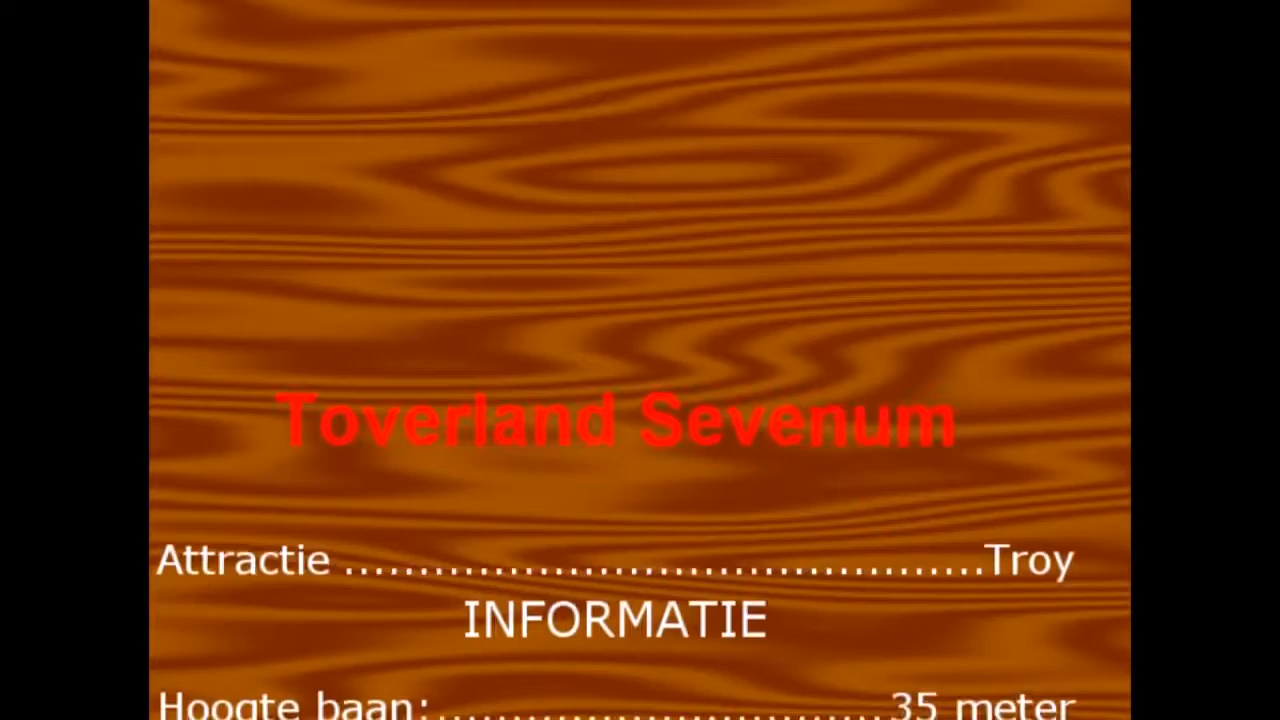 Toverland Sevenum
Attractie ...........................................Troy
INFORMATIE
Hoogte baan:..............................35 meter